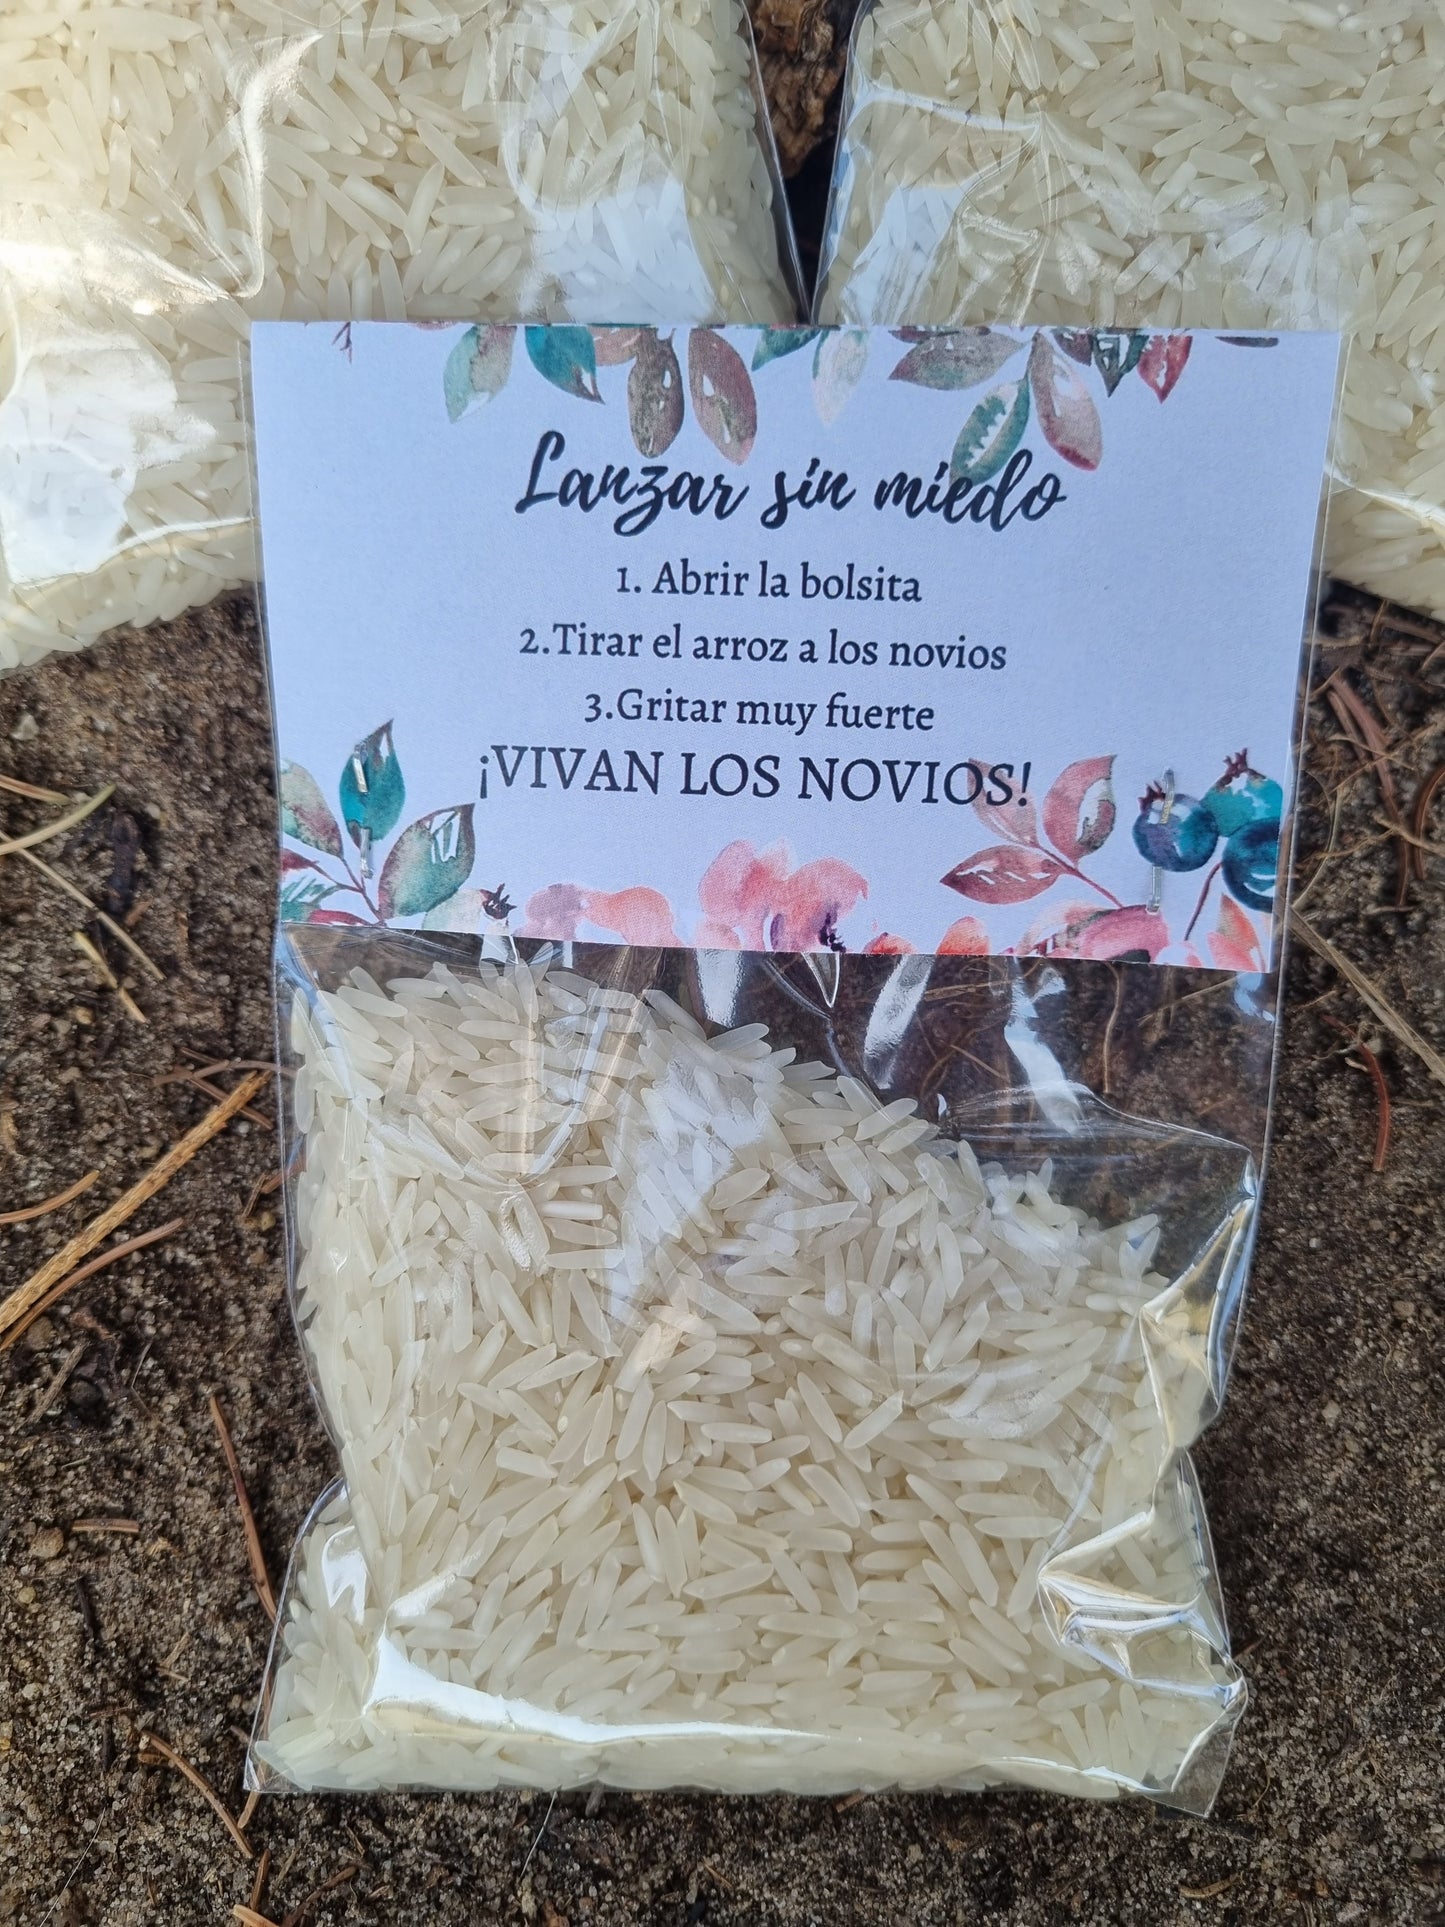 Lanzar sin miedo
1. Abrir la bolsita
2.Tirar el arroz a los novios
3.Gritar muy fuerte
¡VIVAN LOS NOVIOS!